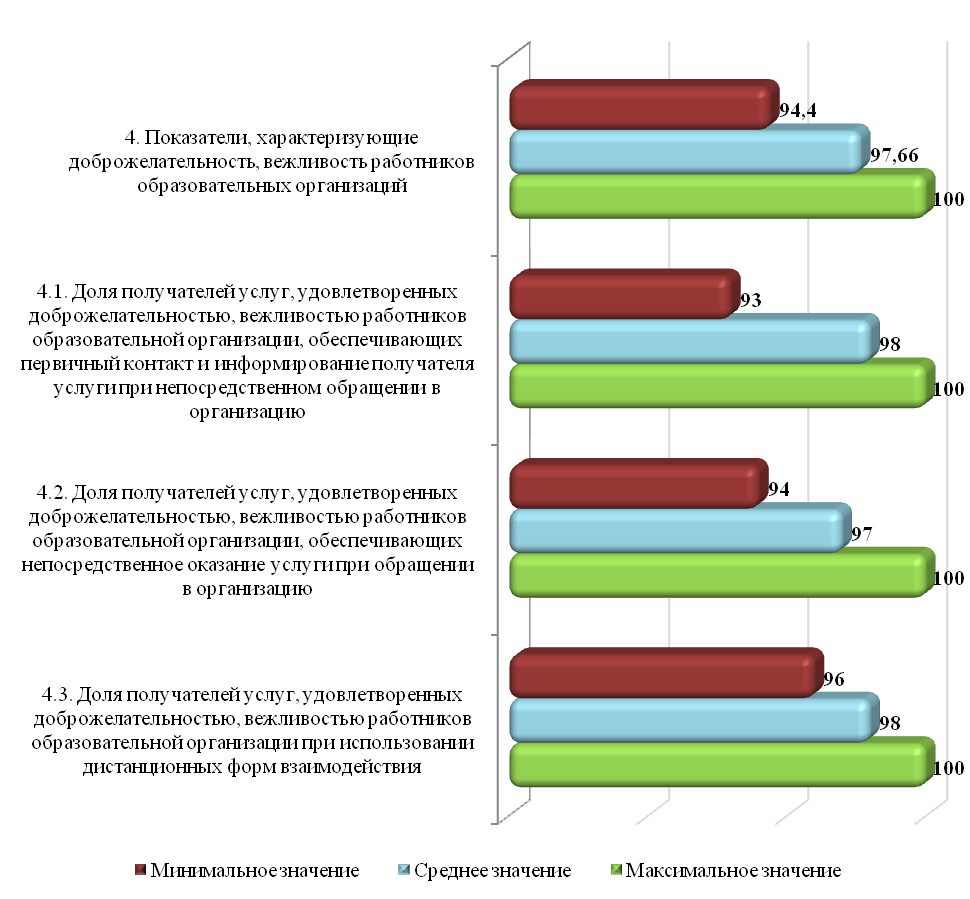 4. Показатели, характеризующие
доброжелательность, вежливость работников
образовательных организаций
94,4
97,66
100
4.1. Доля получателей услуг, удовлетворенных
доброжелательностью, вежливостью работников
образовательной организации, обеспечивающих
первичный контакт и информирование получателя
услуги при непосредственном обращении в
организацию
93
98
100
4.2. Доля получателей услуг, удовлетворенных
доброжелательностью, вежливостью работников
образовательной организации, обеспечивающих
непосредственное оказание услуги при обращении
в организацию
94
97
100
4.3. Доля получателей услуг, удовлетворенных
доброжелательностью, вежливостью работников
образовательной организации при использовании
дистанционных форм взаимодействия
96
98
100
Минимальное значение
Среднее значение
Максимальное значение